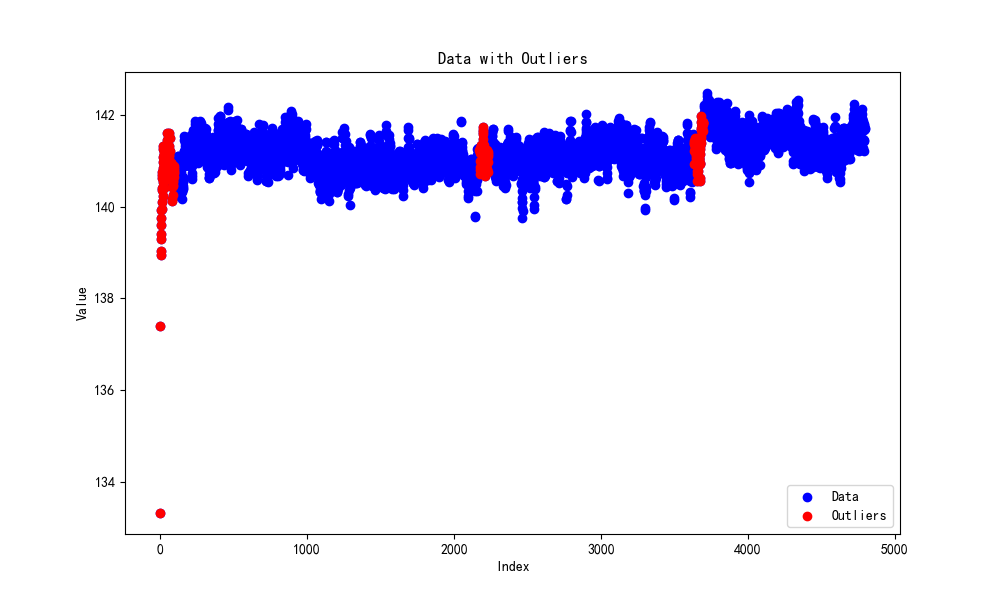 Data with Outliers
Value
142
140
138
136
134
0 1000 2000 3000 4000 5000
Index
Data
Outliers